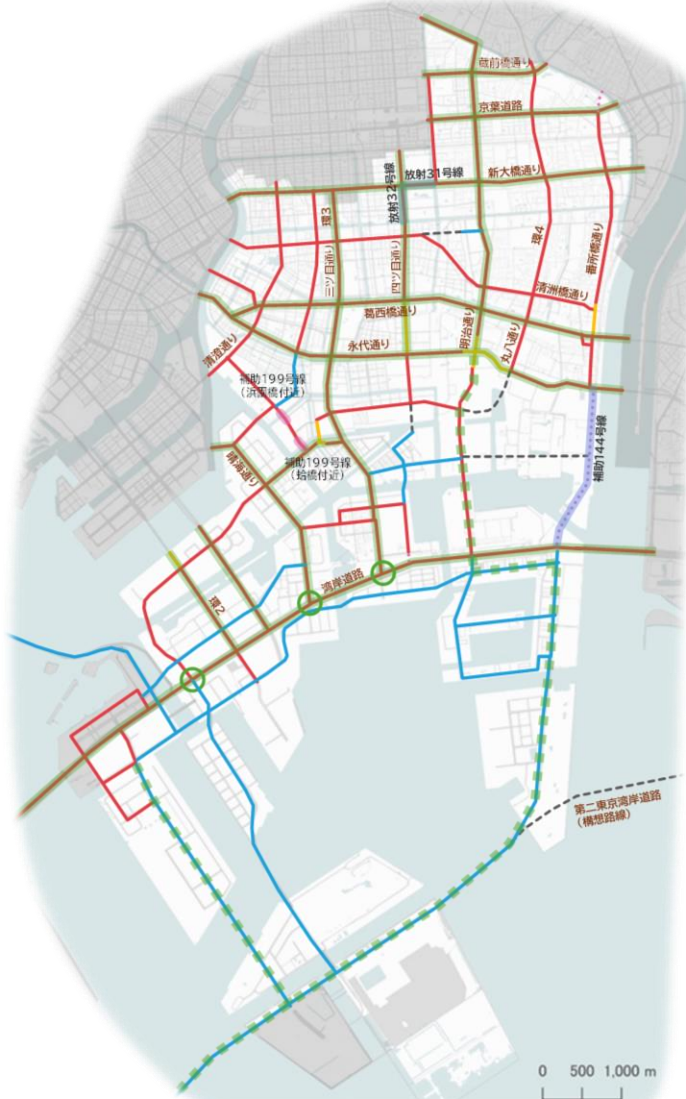 蔵前橋通り
京葉道路
放射31号線
新大橋通り
放射32号線
環3
環4
番所橋通り
三ツ目通り
四ツ目通り
清洲橋通り
葛西橋通り
明治通り
丸八通り
永代通り
清澄通り
補助199号線
(浜園橋付近)
補助199号線
(蛤橋付近)
補助144号線
晴海通り
湾岸道路
環2
第二東京湾岸道路
(構想路線)
0 500 1,000 m